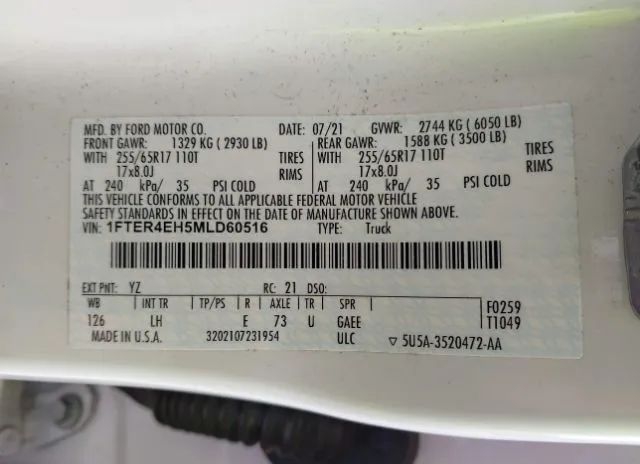 MFD. BY FORD MOTOR CO. DATE: 07/21 GVWR: 2744 KG ( 6050 LB)
FRONT GAWR: 1329 KG ( 2930 LB) REAR GAWR: 1588 KG ( 3500 LB)
WITH 255/65R17 110T TIRES WITH 255/65R17 110T TIRES
17x8.0J RIMS 17x8.0J RIMS
AT 240 kPa/ 35 PSI COLD AT 240 kPa/ 35 PSI COLD
THIS VEHICLE CONFORMS TO ALL APPLICABLE FEDERAL MOTOR VEHICLE
SAFETY STANDARDS IN EFFECT ON THE DATE OF MANUFACTURE SHOWN ABOVE.
VIN: 1FTER4EH5MLD60516 TYPE: Truck
EXT PNT: YZ RC: 21 DSO:
WB INT TR TP/PS R AXLE TR SPR F0259
126 LH E 73 U GAEE T1049
MADE IN U.S.A. 3202107231954 ULC ▽ 5U5A-3520472-AA